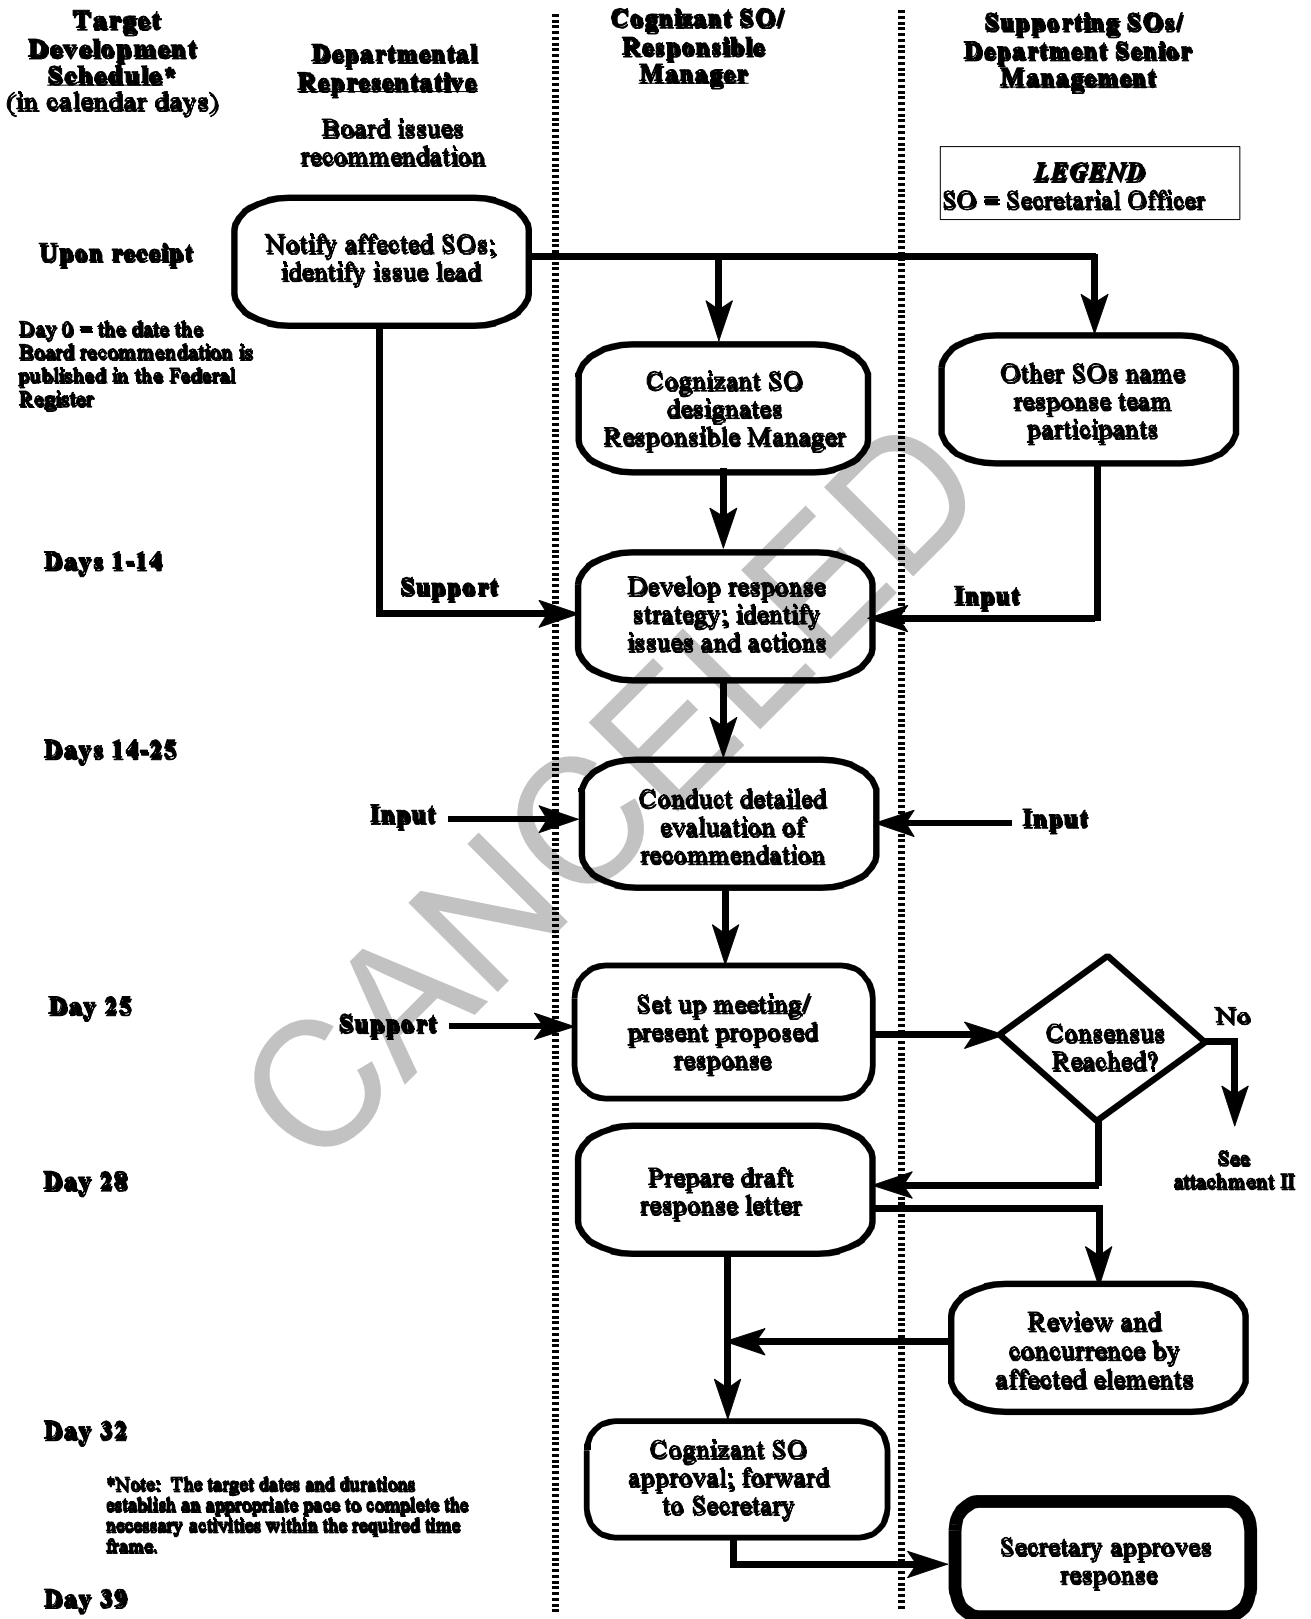 Target
Development
Schedule*
(in calendar days)
Departmental
Representative
Cognizant SO/
Responsible
Manager
Supporting SOs/
Department Senior
Management
Board issues
recommendation
LEGEND
SO = Secretarial Officer
Upon receipt
Notify affected SOs;
identify issue lead
Day 0 = the date the
Board recommendation is
published in the Federal
Register
Cognizant SO
designates
Responsible Manager
Other SOs name
response team
participants
Days 1-14
Support
Develop response
strategy; identify
issues and actions
Input
Days 14-25
Input
Conduct detailed
evaluation of
recommendation
Input
Day 25
Support
Set up meeting/
present proposed
response
Consensus
Reached?
No
See
attachment II
Day 28
Prepare draft
response letter
Review and
concurrence by
affected elements
Day 32
Cognizant SO
approval; forward
to Secretary
*Note: The target dates and durations
establish an appropriate pace to complete the
necessary activities within the required time
frame.
Secretary approves
response
Day 39
CANCELED